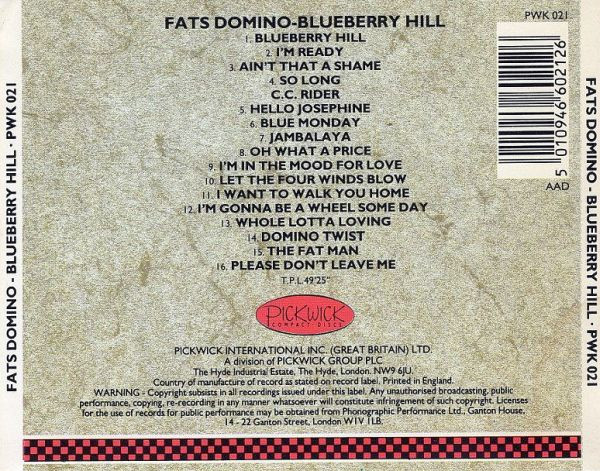 FATS DOMINO-BLUEBERRY HILL
1. BLUEBERRY HILL
2. I'M READY
3. AIN'T THAT A SHAME
4. SO LONG
C.C. RIDER
5. HELLO JOSEPHINE
6. BLUE MONDAY
7. JAMBALAYA
8. OH WHAT A PRICE
9. I'M IN THE MOOD FOR LOVE
10. LET THE FOUR WINDS BLOW
11. I WANT TO WALK YOU HOME
12. I'M GONNA BE A WHEEL SOME DAY
13. WHOLE LOTTA LOVING
14. DOMINO TWIST
15. THE FAT MAN
16. PLEASE DON'T LEAVE ME
T.P.L. 49'25"
PWK 021
5 010946 602126
AAD
PICKWICK
COMPACT DISCS
PICKWICK INTERNATIONAL INC. (GREAT BRITAIN) LTD.
A division of PICKWICK GROUP PLC
The Hyde Industrial Estate, The Hyde, London. NW9 6JU.
Country of manufacture of record as stated on record label. Printed in England.
WARNING - Copyright subsists in all recordings issued under this label. Any unauthorised broadcasting, public
performance, copying, re-recording in any manner whatsoever will constitute infringement of such copyright. Licenses
for the use of records for public performance may be obtained from Phonographic Performance Ltd., Ganton House,
14 - 22 Ganton Street, London W1V 1LB.
FATS DOMINO - BLUEBERRY HILL · PWK 021
FATS DOMINO - BLUEBERRY HILL · PWK 021